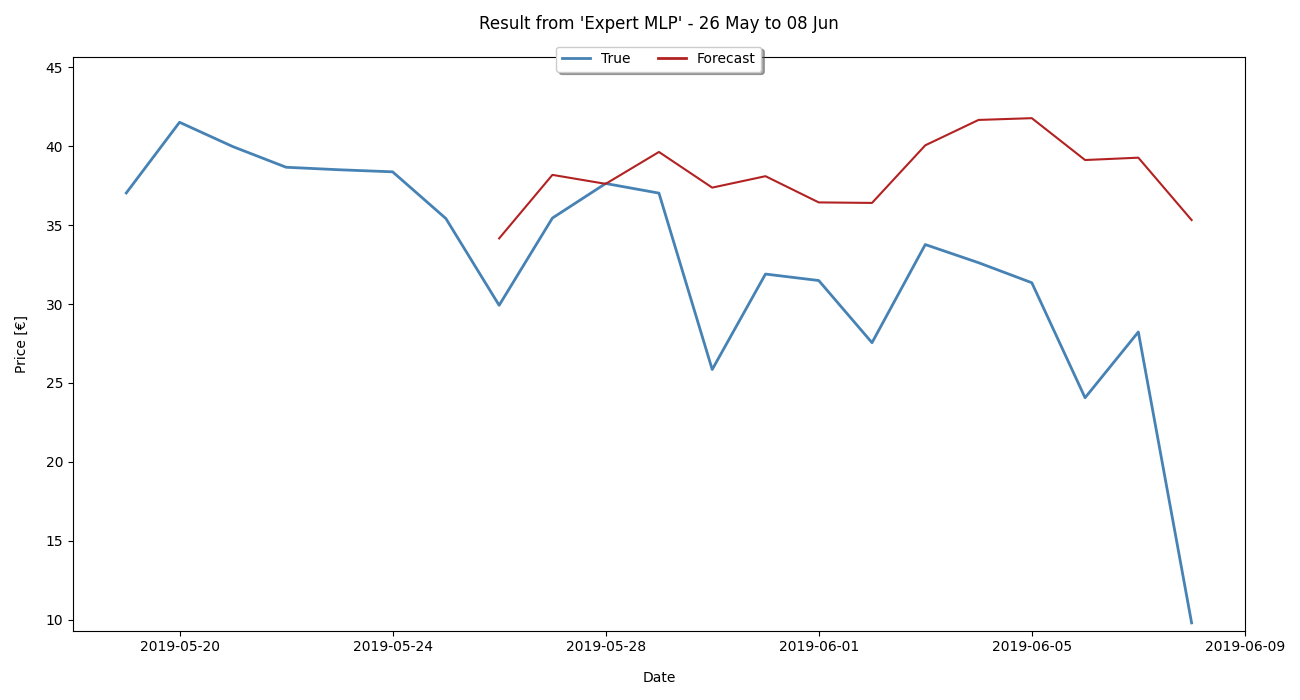 Result from 'Expert MLP' - 26 May to 08 Jun
True Forecast
45
40
35
30
25
20
15
10
Price [€]
2019-05-20 2019-05-24 2019-05-28 2019-06-01 2019-06-05 2019-06-09
Date